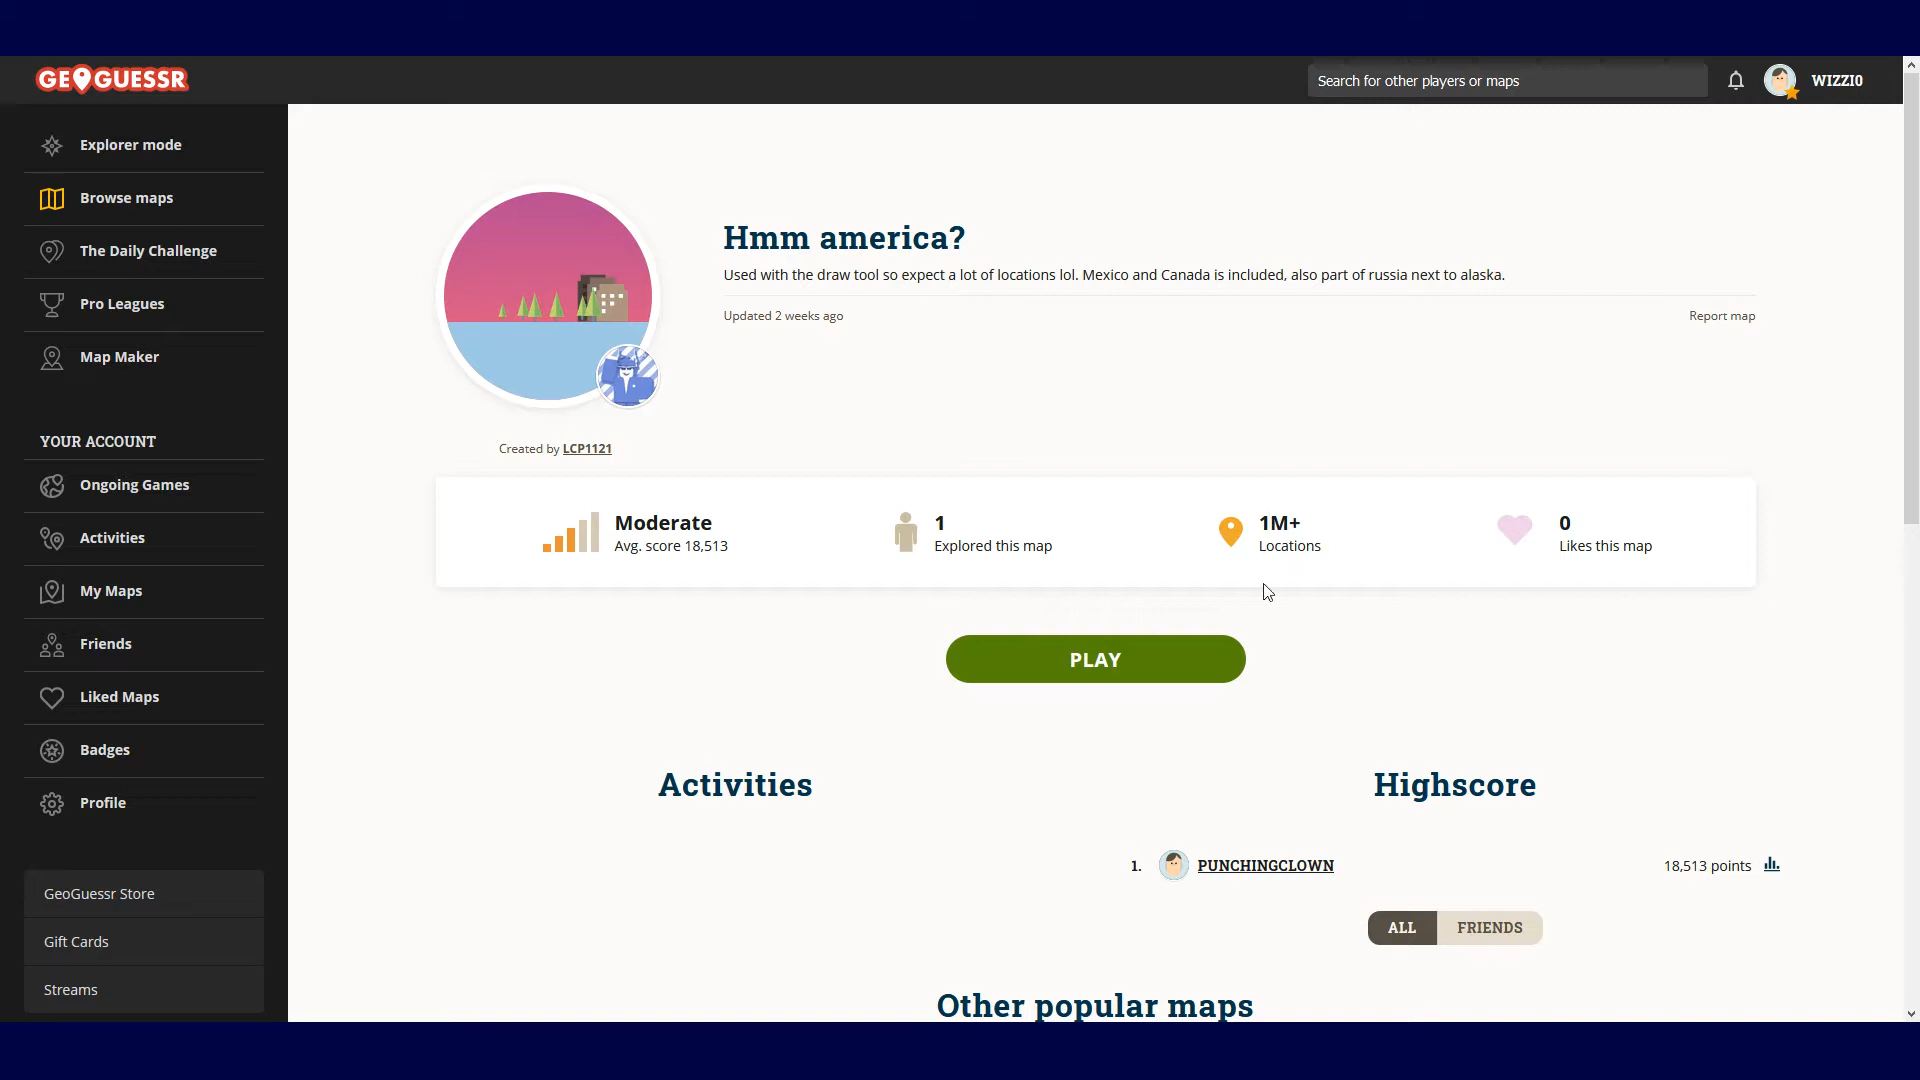 GEOGUESSR
Search for other players or maps
WIZZI0
Explorer mode
Browse maps
The Daily Challenge
Pro Leagues
Map Maker
YOUR ACCOUNT
Ongoing Games
Activities
My Maps
Friends
Liked Maps
Badges
Profile
GeoGuessr Store
Gift Cards
Streams
Hmm america?
Used with the draw tool so expect a lot of locations lol. Mexico and Canada is included, also part of russia next to alaska.
Updated 2 weeks ago
Report map
Created by LCP1121
Moderate
Avg. score 18,513
1
Explored this map
1M+
Locations
0
Likes this map
PLAY
Activities
Highscore
1. PUNCHINGCLOWN 18,513 points
ALL FRIENDS
Other popular maps